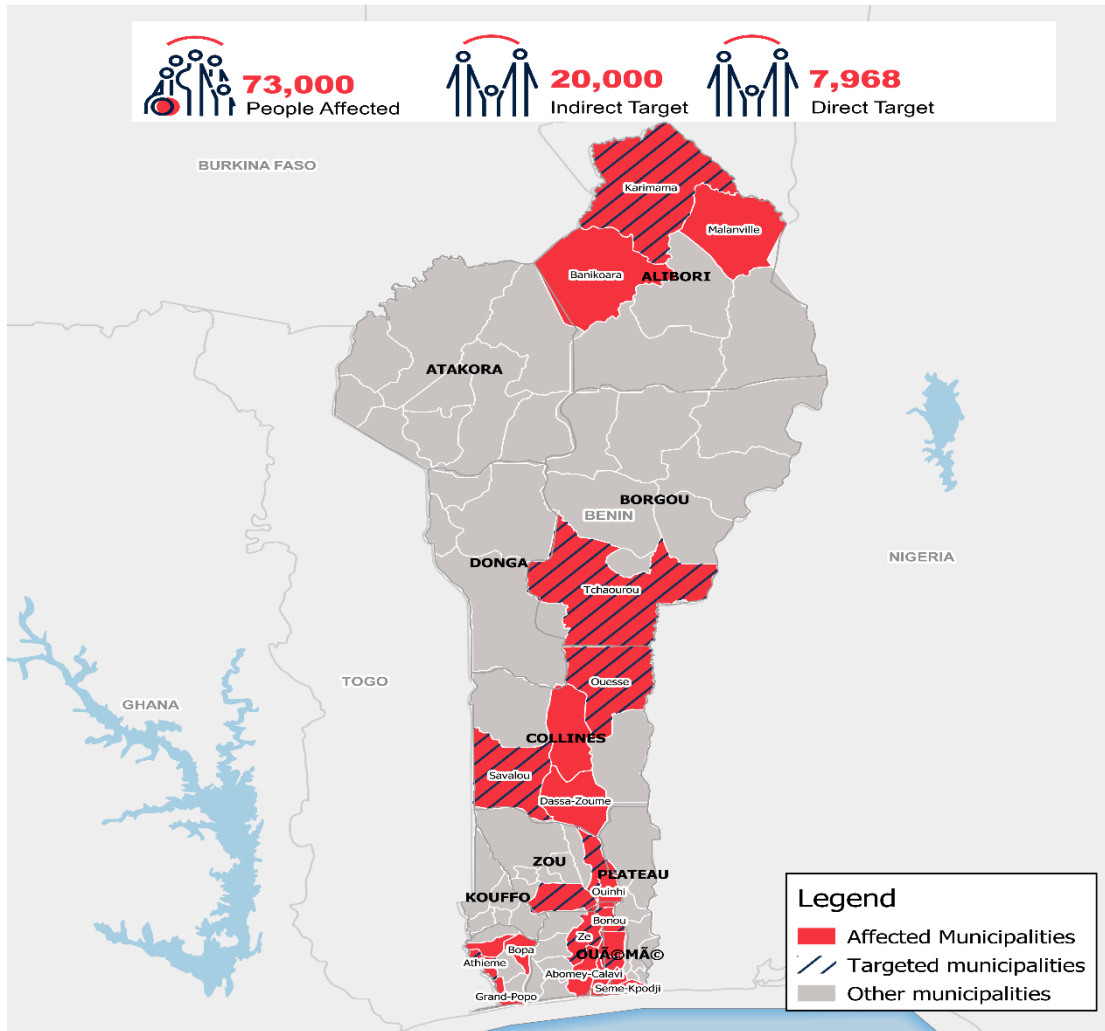 73,000
People Affected
20,000
Indirect Target
7,968
Direct Target
BURKINA FASO
Karimama
Malanville
Banikoara
ALIBORI
ATAKORA
BORGOU
BENIN
NIGERIA
DONGA
Tchaourou
TOGO
Ouesse
GHANA
COLLINES
Savalou
Dassa-Zoume
ZOU
PLATEAU
KOUFFO
Ouinhi
Bonou
Ze
Bopa
OUÃ©MÃ©
Athieme
Abomey-Calavi
Grand-Popo
Seme-Kpodji
Legend
Affected Municipalities
Targeted municipalities
Other municipalities